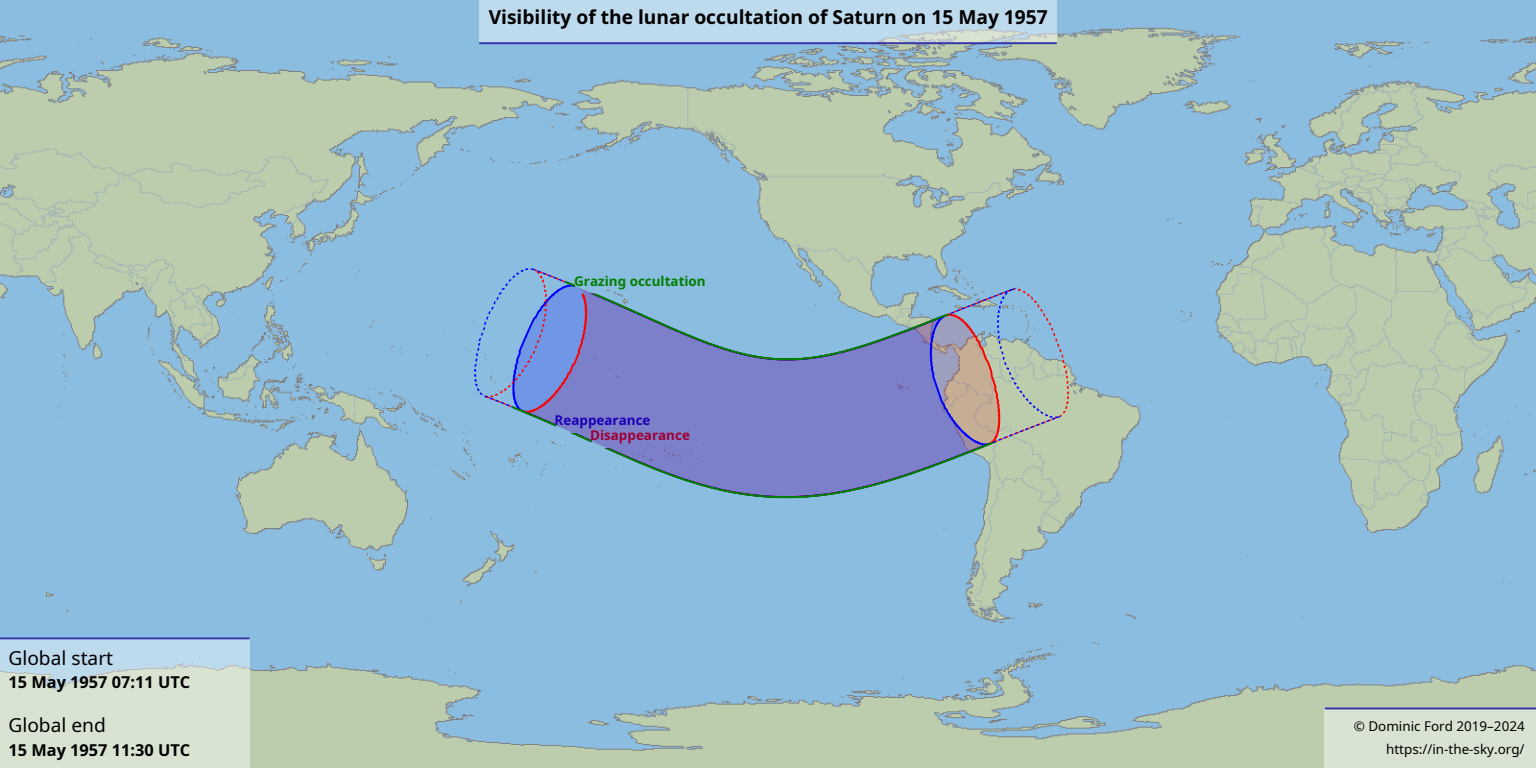 Visibility of the lunar occultation of Saturn on 15 May 1957
Grazing occultation
Reappearance
Disappearance
Global start
15 May 1957 07:11 UTC
Global end
15 May 1957 11:30 UTC
© Dominic Ford 2019–2024
https://in-the-sky.org/